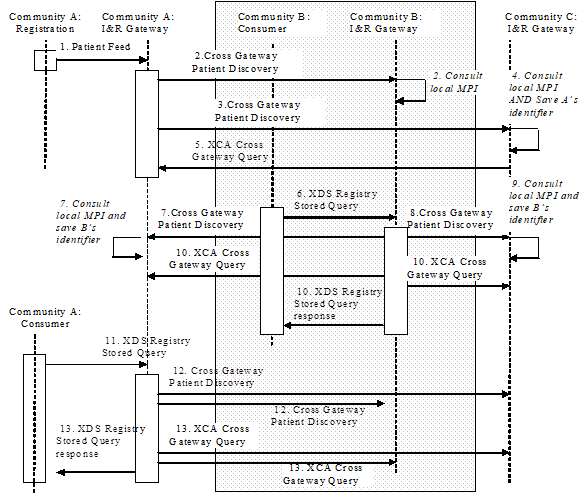 Community A:
Registration
Community A:
I&R Gateway
Community B:
Consumer
Community B:
I&R Gateway
Community C:
I&R Gateway
1. Patient Feed
2.Cross Gateway
Patient Discovery
2. Consult
local MPI
4. Consult
local MPI
AND Save A's
identifier
3.Cross Gateway
Patient Discovery
5. XCA Cross
Gateway Query
6. XDS Registry
Stored Query
9. Consult
local MPI and
save B's
identifier
7. Consult
local MPI and
save B's
identifier
7.Cross Gateway
Patient Discovery
8.Cross Gateway
Patient Discovery
10. XCA Cross
Gateway Query
10. XCA Cross
Gateway Query
10. XDS Registry
Stored Query
response
Community A:
Consumer
11. XDS Registry
Stored Query
12. Cross Gateway
Patient Discovery
12. Cross Gateway
Patient Discovery
13. XDS Registry
Stored Query
response
13. XCA Cross
Gateway Query
13. XCA Cross
Gateway Query